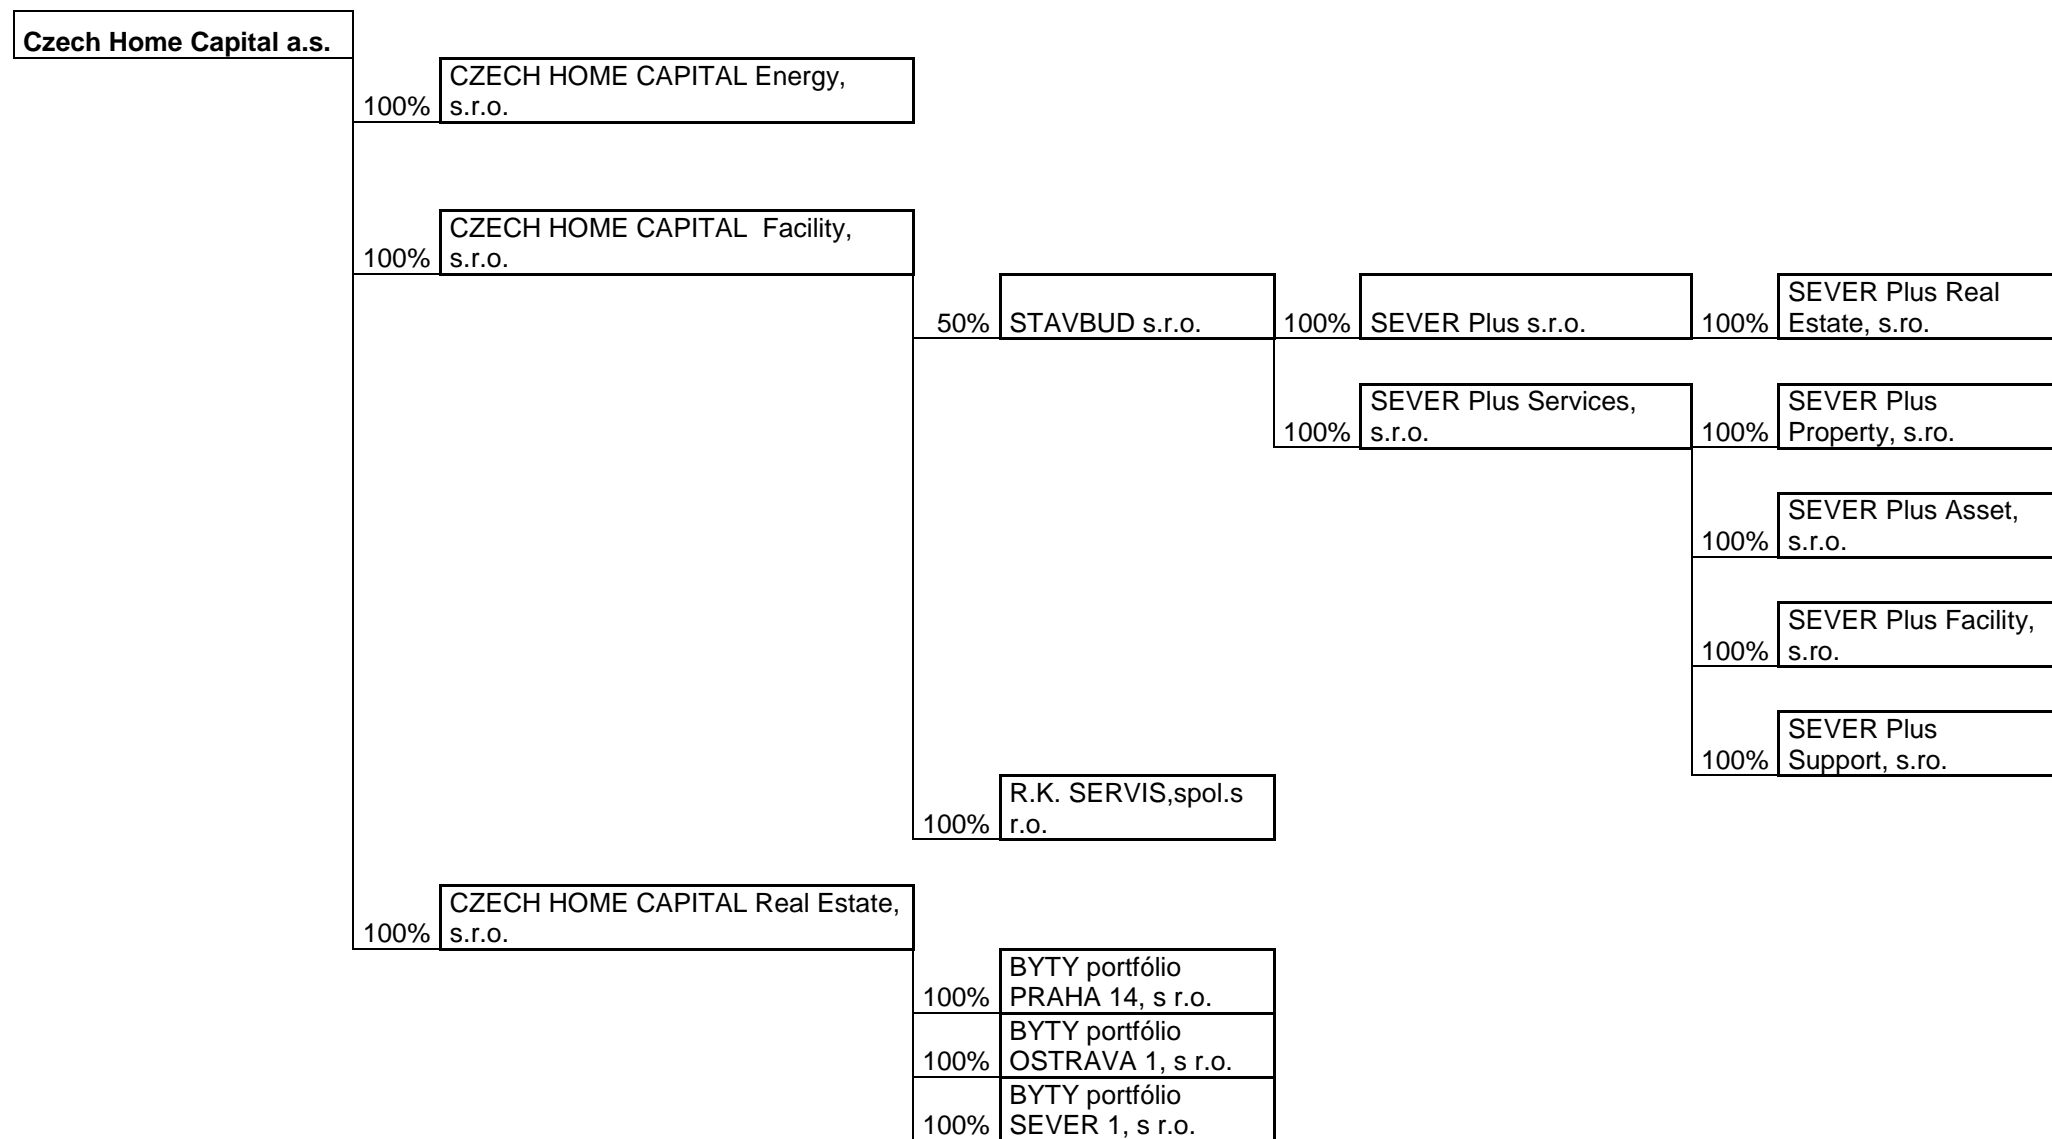 Czech Home Capital a.s.
CZECH HOME CAPITAL Energy,
100% s.r.o.
CZECH HOME CAPITAL  Facility,
100% s.r.o.
SEVER Plus Real
50% STAVBUD s.r.o. 100% SEVER Plus s.r.o. 100% Estate, s.ro.
SEVER Plus Services, SEVER Plus
100% s.r.o. 100% Property, s.ro.
SEVER Plus Asset,
100% s.r.o.
SEVER Plus Facility,
100% s.ro.
SEVER Plus
100% Support, s.ro.
R.K. SERVIS,spol.s
100% r.o.
CZECH HOME CAPITAL Real Estate,
100% s.r.o.
BYTY portfólio
100% PRAHA 14, s r.o.
BYTY portfólio
100% OSTRAVA 1, s r.o.
BYTY portfólio
100% SEVER 1, s r.o.